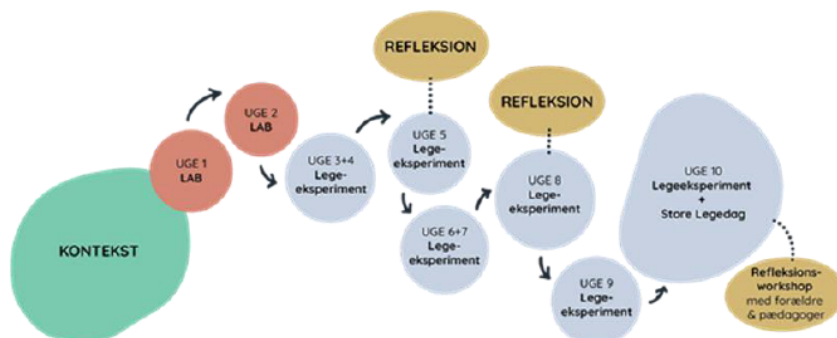 KONTEKST
UGE 1
LAB
UGE 2
LAB
UGE 3+4
Lege-
eksperiment
REFLEKSION
UGE 5
Lege-
eksperiment
UGE 6+7
Lege-
eksperiment
REFLEKSION
UGE 8
Lege-
eksperiment
UGE 9
Lege-
eksperiment
UGE 10
Legeeksperiment
+
Store Legedag
Refleksions-
workshop
med forældre
& pædagoger